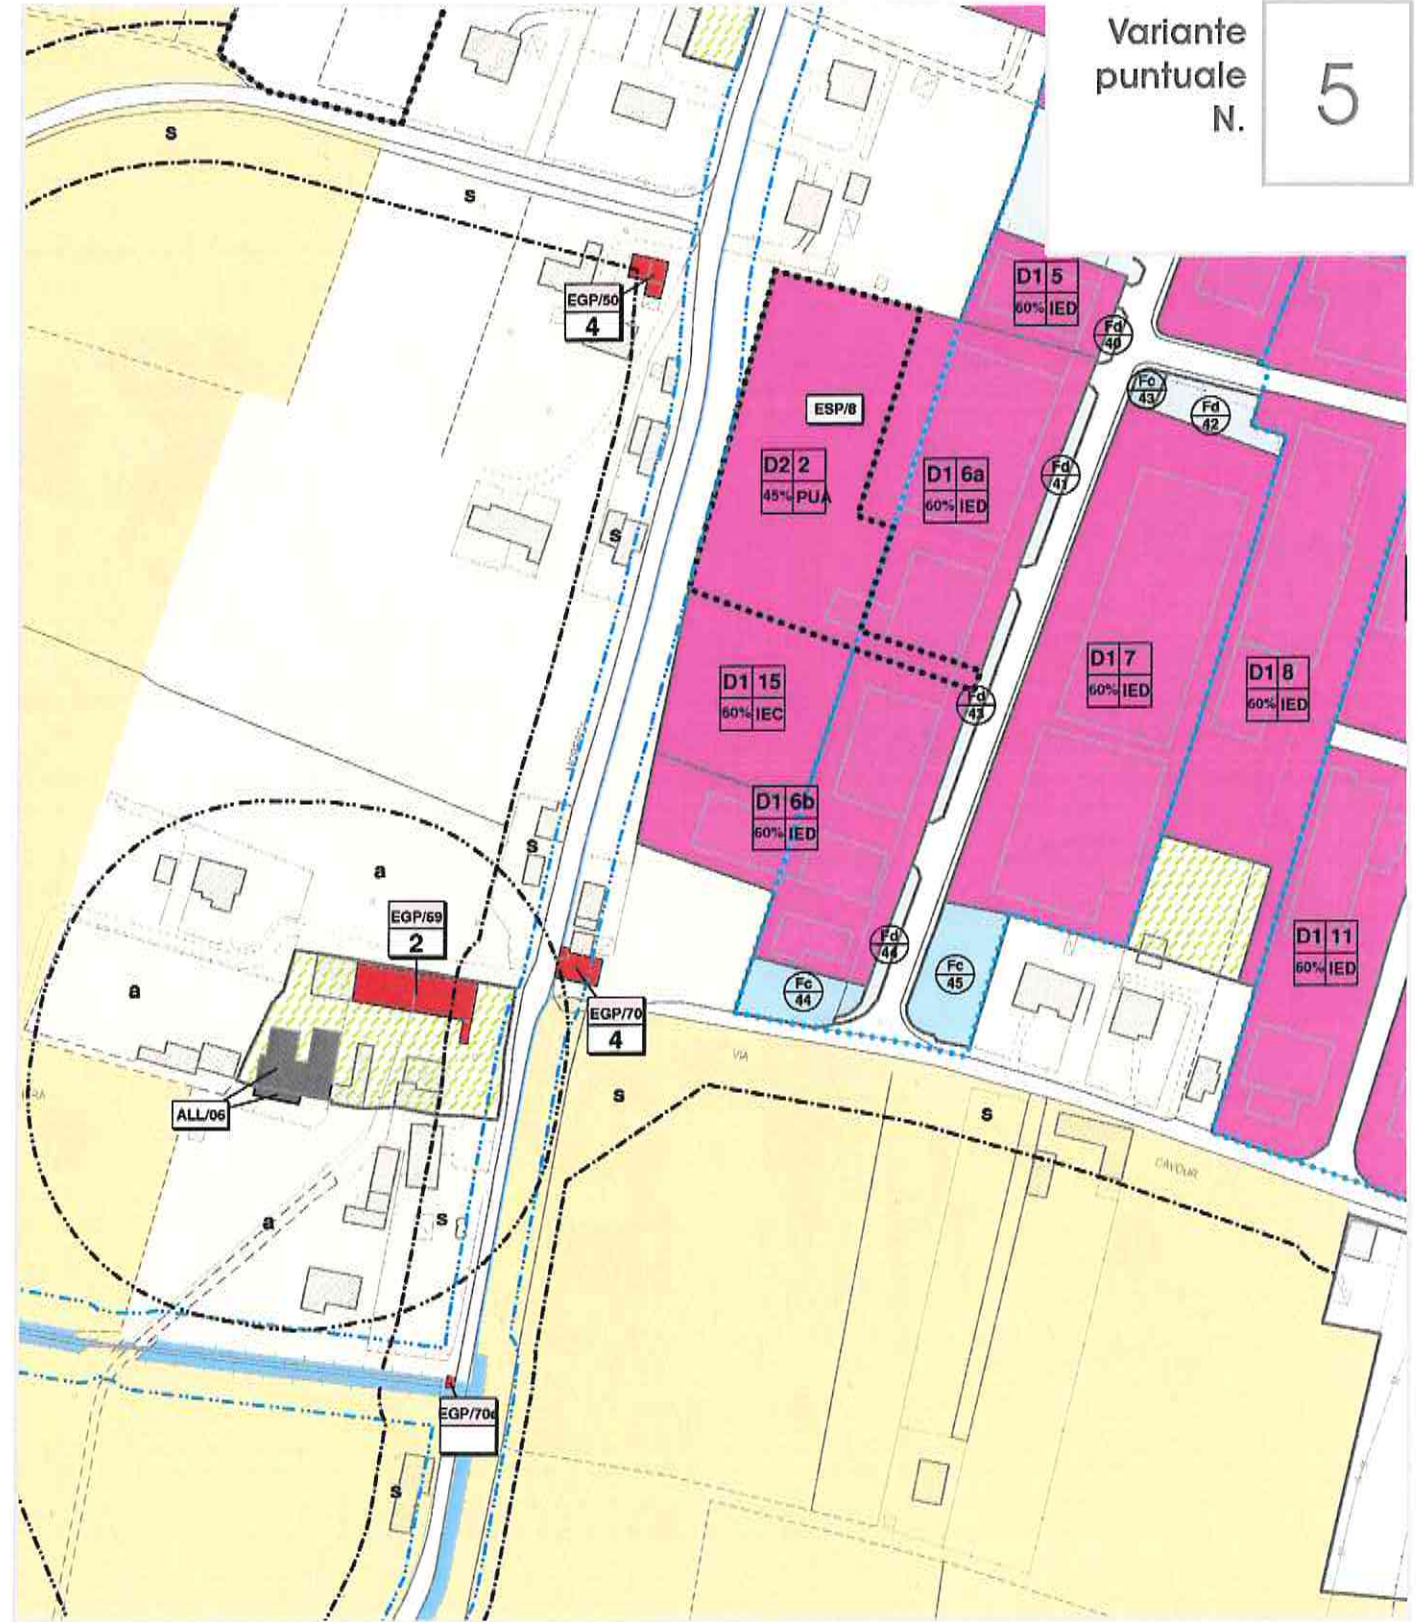 Variante
puntuale
N.
5
s
s
EGP/50
4
D1 5
60% IED
Fd
40
Fc
43
Fd
42
ESP/8
D2 2
45% PUA
D1 6a
60% IED
Fd
41
s
D1 7
60% IED
D1 8
60% IED
D1 15
60% IEC
Fd
43
D1 6b
60% IED
s
a
EGP/69
2
D1 11
60% IED
Fd
Fc
45
Fc
44
a
EGP/70
4
VIA
s
s
ALL/06
CAVOUR
a
s
EGP/70
s